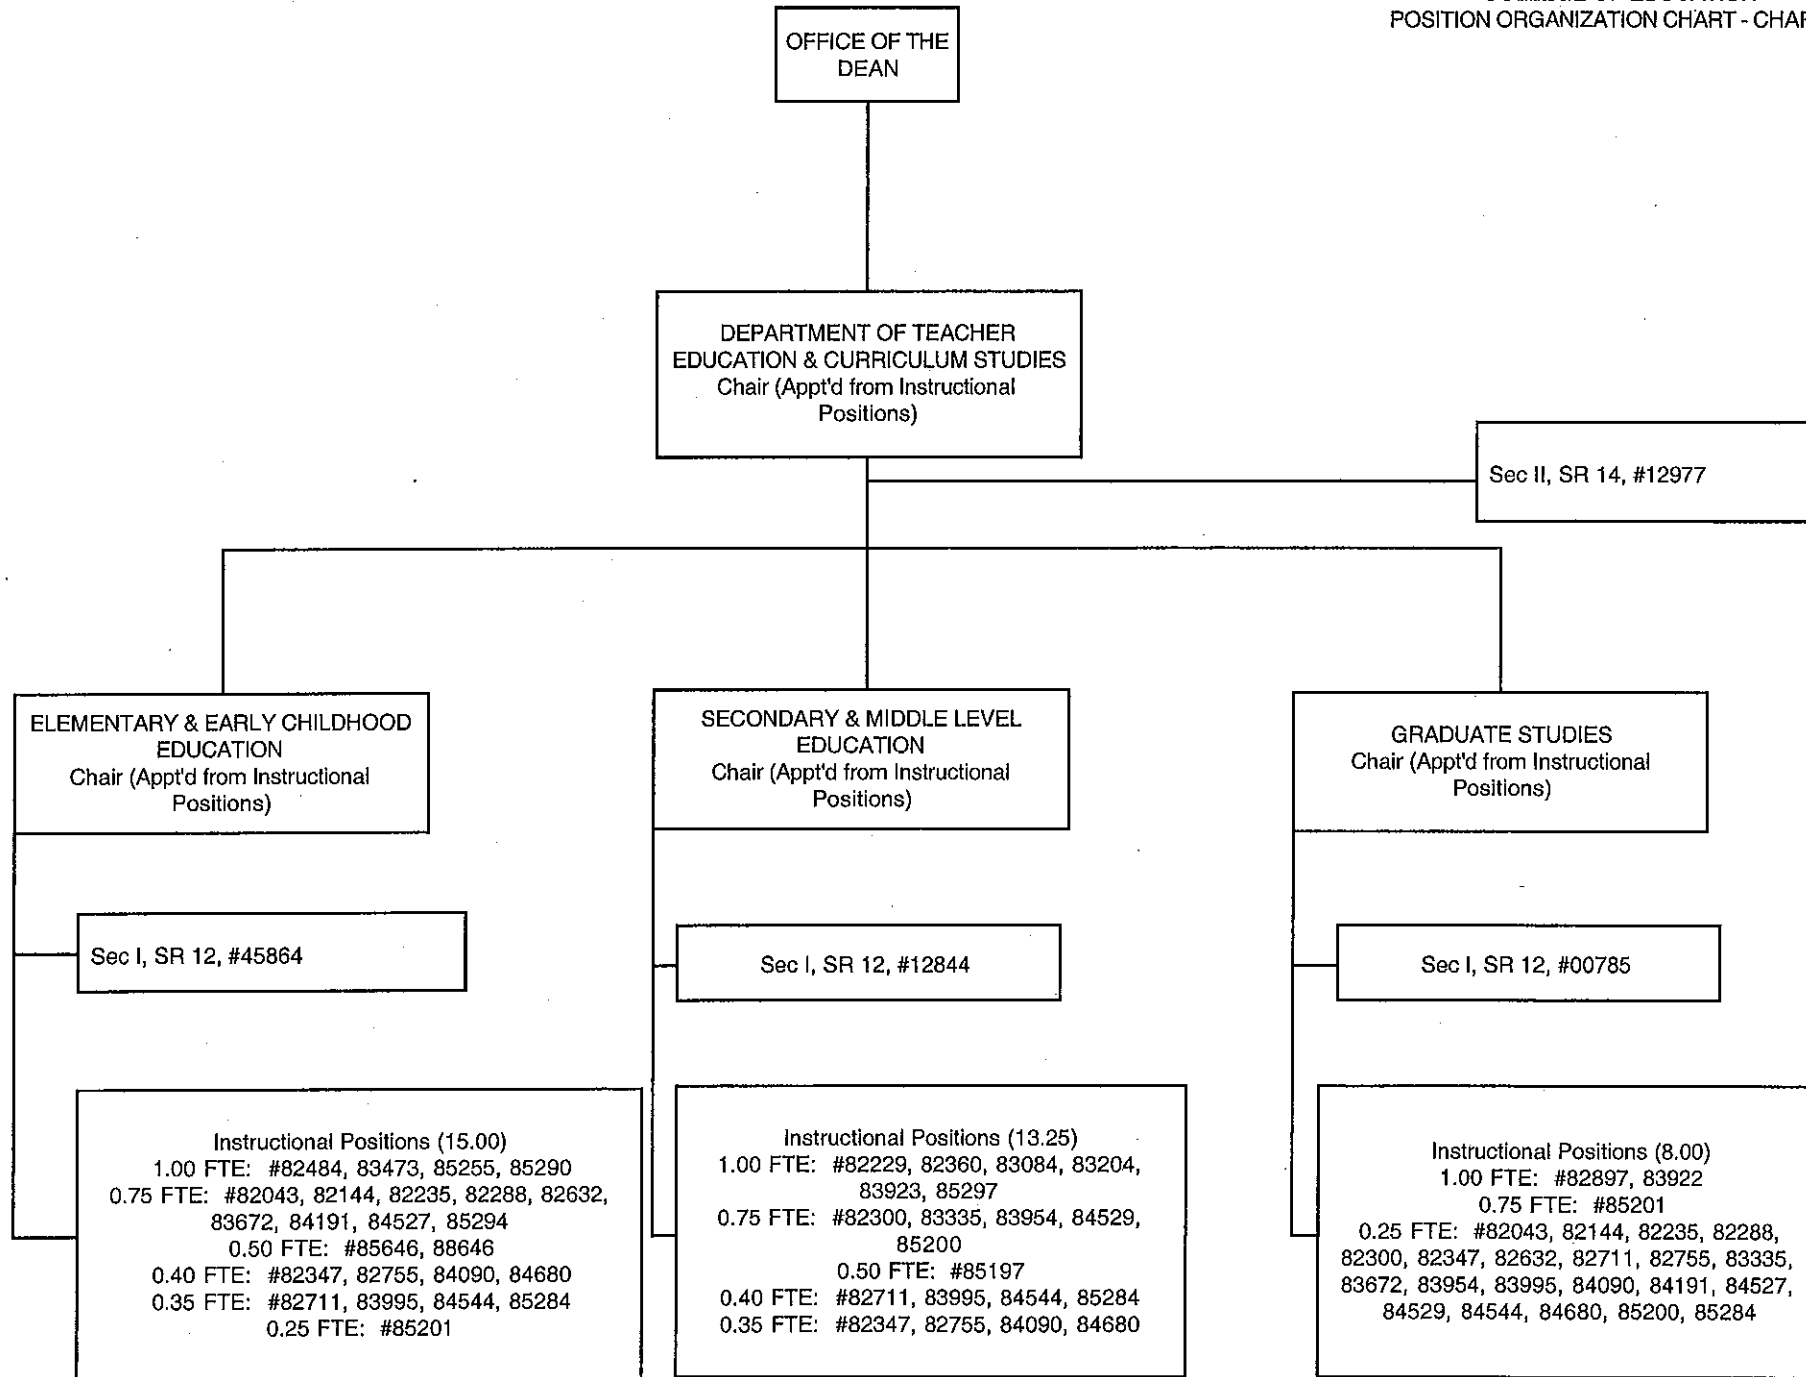 POSITION ORGANIZATION CHART - CHAR
OFFICE OF THE
DEAN
DEPARTMENT OF TEACHER
EDUCATION & CURRICULUM STUDIES
Chair (Appt'd from Instructional
Positions)
Sec II, SR 14, #12977
ELEMENTARY & EARLY CHILDHOOD
EDUCATION
Chair (Appt'd from Instructional
Positions)
SECONDARY & MIDDLE LEVEL
EDUCATION
Chair (Appt'd from Instructional
Positions)
GRADUATE STUDIES
Chair (Appt'd from Instructional
Positions)
Sec I, SR 12, #45864
Sec I, SR 12, #12844
Sec I, SR 12, #00785
Instructional Positions (15.00)
1.00 FTE: #82484, 83473, 85255, 85290
0.75 FTE: #82043, 82144, 82235, 82288, 82632,
83672, 84191, 84527, 85294
0.50 FTE: #85646, 88646
0.40 FTE: #82347, 82755, 84090, 84680
0.35 FTE: #82711, 83995, 84544, 85284
0.25 FTE: #85201
Instructional Positions (13.25)
1.00 FTE: #82229, 82360, 83084, 83204,
83923, 85297
0.75 FTE: #82300, 83335, 83954, 84529,
85200
0.50 FTE: #85197
0.40 FTE: #82711, 83995, 84544, 85284
0.35 FTE: #82347, 82755, 84090, 84680
Instructional Positions (8.00)
1.00 FTE: #82897, 83922
0.75 FTE: #85201
0.25 FTE: #82043, 82144, 82235, 82288,
82300, 82347, 82632, 82711, 82755, 83335,
83672, 83954, 83995, 84090, 84191, 84527,
84529, 84544, 84680, 85200, 85284